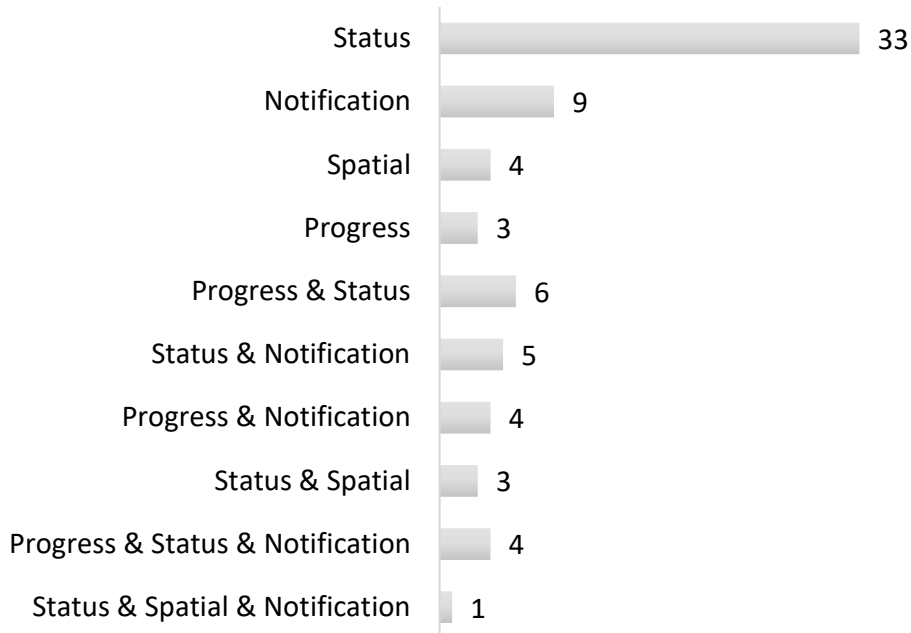 Status 33
Notification 9
Spatial 4
Progress 3
Progress & Status 6
Status & Notification 5
Progress & Notification 4
Status & Spatial 3
Progress & Status & Notification 4
Status & Spatial & Notification 1